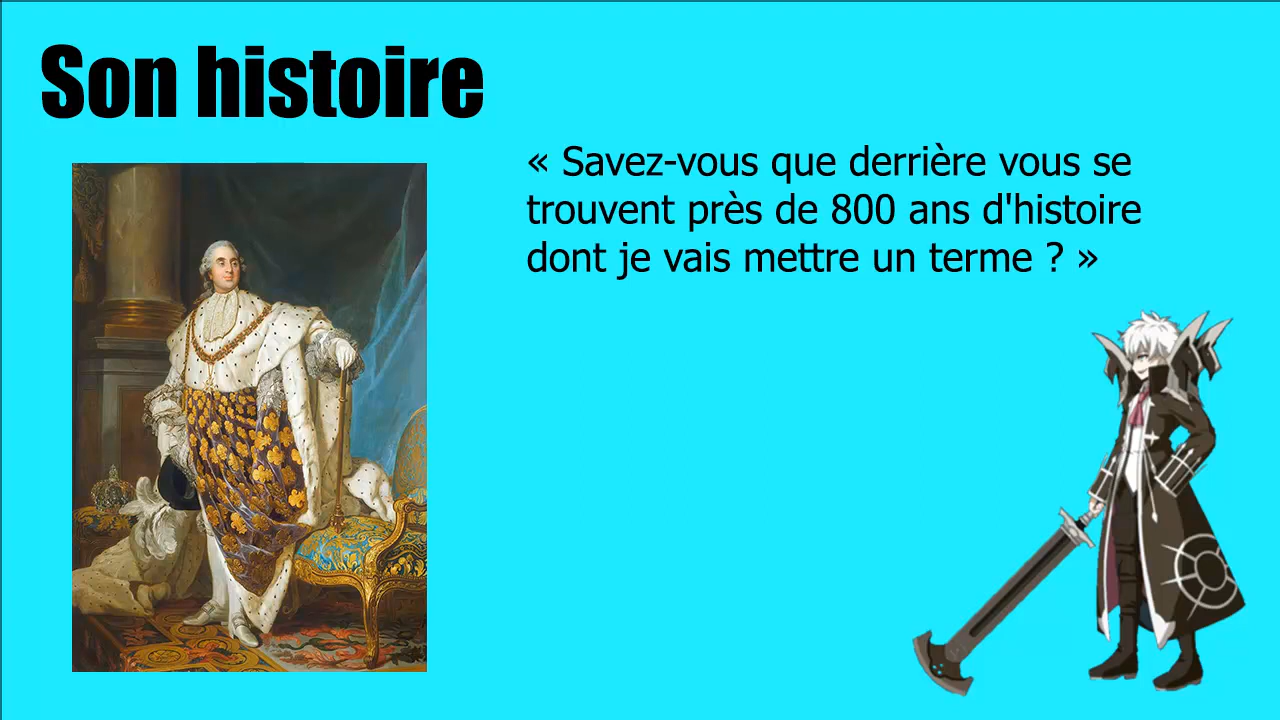 Son histoire
« Savez-vous que derrière vous se
trouvent près de 800 ans d'histoire
dont je vais mettre un terme ? »